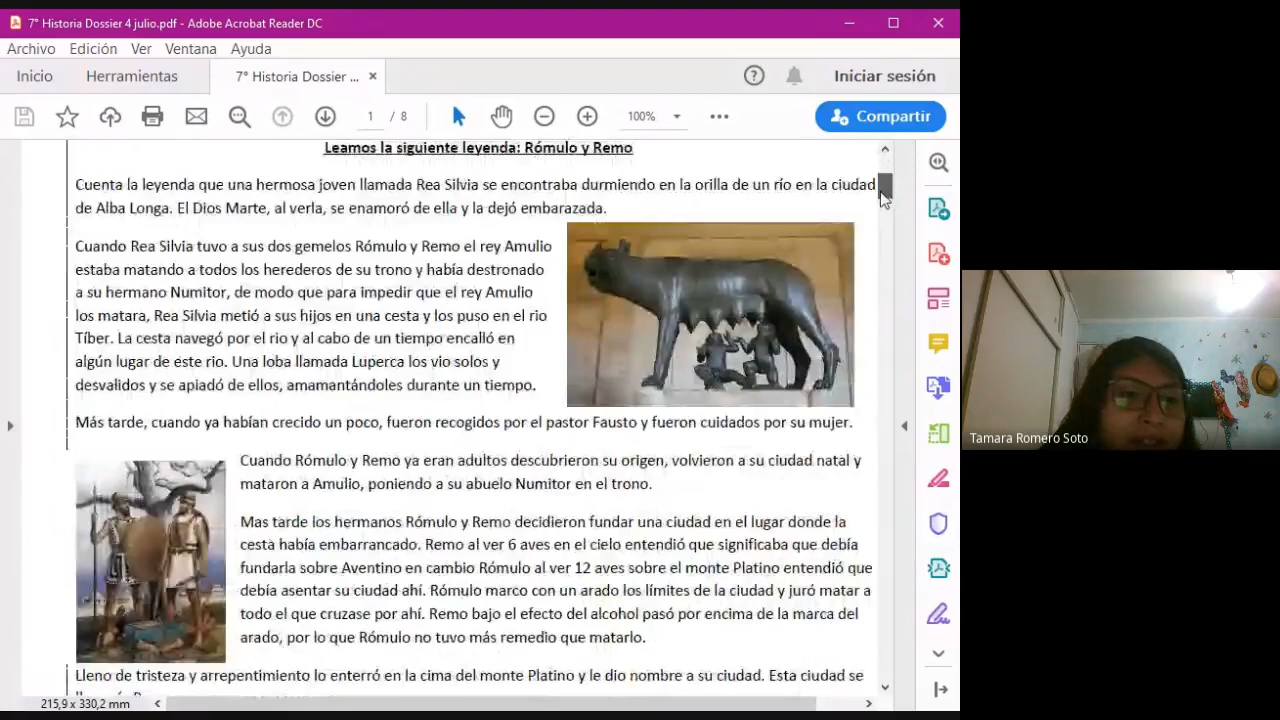 7° Historia Dossier 4 julio.pdf - Adobe Acrobat Reader DC
Archivo Edición Ver Ventana Ayuda
Inicio Herramientas 7° Historia Dossier ... Iniciar sesión
1 / 8 100% Compartir
Leamos la siguiente leyenda: Rómulo y Remo
Cuenta la leyenda que una hermosa joven llamada Rea Silvia se encontraba durmiendo en la orilla de un río en la ciudad
de Alba Longa. El Dios Marte, al verla, se enamoró de ella y la dejó embarazada.
Cuando Rea Silvia tuvo a sus dos gemelos Rómulo y Remo el rey Amulio
estaba matando a todos los herederos de su trono y había destronado
a su hermano Numitor, de modo que para impedir que el rey Amulio
los matara, Rea Silvia metió a sus hijos en una cesta y los puso en el rio
Tíber. La cesta navegó por el rio y al cabo de un tiempo encalló en
algún lugar de este rio. Una loba llamada Luperca los vio solos y
desvalidos y se apiadó de ellos, amamantándoles durante un tiempo.
Más tarde, cuando ya habían crecido un poco, fueron recogidos por el pastor Fausto y fueron cuidados por su mujer.
Cuando Rómulo y Remo ya eran adultos descubrieron su origen, volvieron a su ciudad natal y
mataron a Amulio, poniendo a su abuelo Numitor en el trono.
Mas tarde los hermanos Rómulo y Remo decidieron fundar una ciudad en el lugar donde la
cesta había embarrancado. Remo al ver 6 aves en el cielo entendió que significaba que debía
fundarla sobre Aventino en cambio Rómulo al ver 12 aves sobre el monte Platino entendió que
debía asentar su ciudad ahí. Rómulo marco con un arado los límites de la ciudad y juró matar a
todo el que cruzase por ahí. Remo bajo el efecto del alcohol pasó por encima de la marca del
arado, por lo que Rómulo no tuvo más remedio que matarlo.
Lleno de tristeza y arrepentimiento lo enterró en la cima del monte Platino y le dio nombre a su ciudad. Esta ciudad se
215,9 x 330,2 mm
Tamara Romero Soto